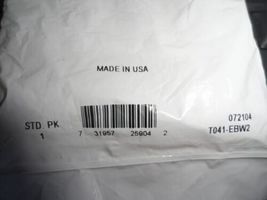 MADE IN USA
STD. PK. 072104
1 7 31957 25904 2 T041-EBW2